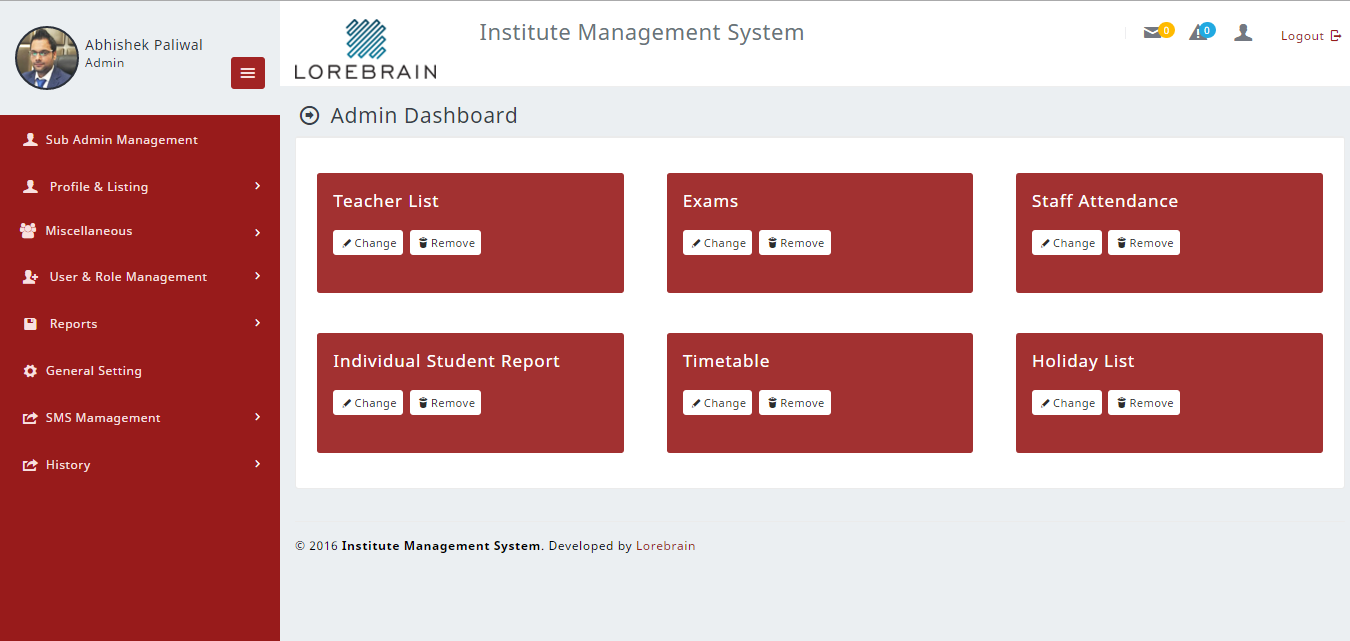 Abhishek Paliwal
Admin
Sub Admin Management
Profile & Listing
Miscellaneous
User & Role Management
Reports
General Setting
SMS Mamagement
History
LOREBRAIN
Institute Management System
0
0
Logout
Admin Dashboard
Teacher List
Change Remove
Exams
Change Remove
Staff Attendance
Change Remove
Individual Student Report
Change Remove
Timetable
Change Remove
Holiday List
Change Remove
© 2016 Institute Management System. Developed by Lorebrain